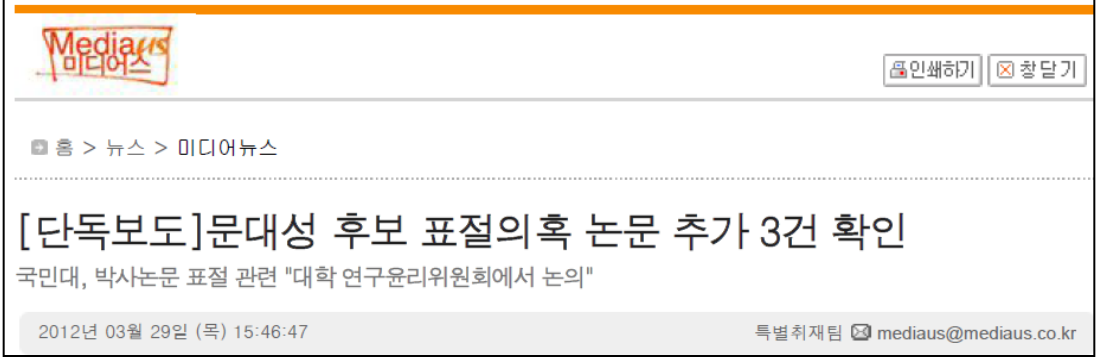 Mediaus
미디어스
인쇄하기 창닫기
홈 > 뉴스 > 미디어뉴스
[단독보도]문대성 후보 표절의혹 논문 추가 3건 확인
국민대, 박사논문 표절 관련 "대학 연구윤리위원회에서 논의"
2012년 03월 29일 (목) 15:46:47 특별취재팀 mediaus@mediaus.co.kr